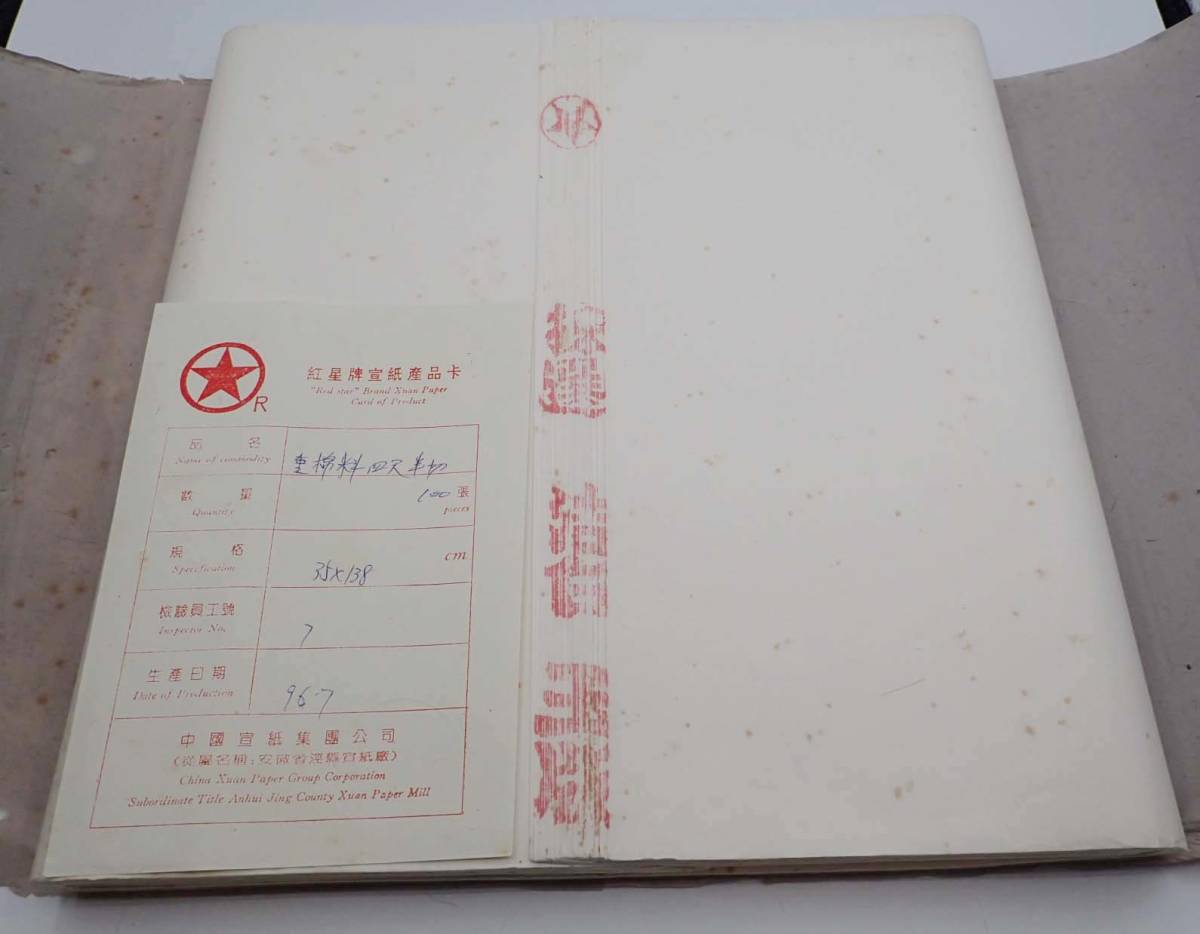 R
紅星牌宣紙產品卡
"Red star" Brand Xuan Paper
Card of Product
品 名
Name of commodity
重棉料四尺半切
數 量
Quantity
100 張
pieces
規 格
Specification
35×138
cm
檢驗員工號
Inspector No.
7
生產日期
Date of Production
96.7
中國宣紙集團公司
(從屬名稱:安徽省涇縣宣紙廠)
China Xuan Paper Group Corporation
Subordinate Title Anhui Jing County Xuan Paper Mill